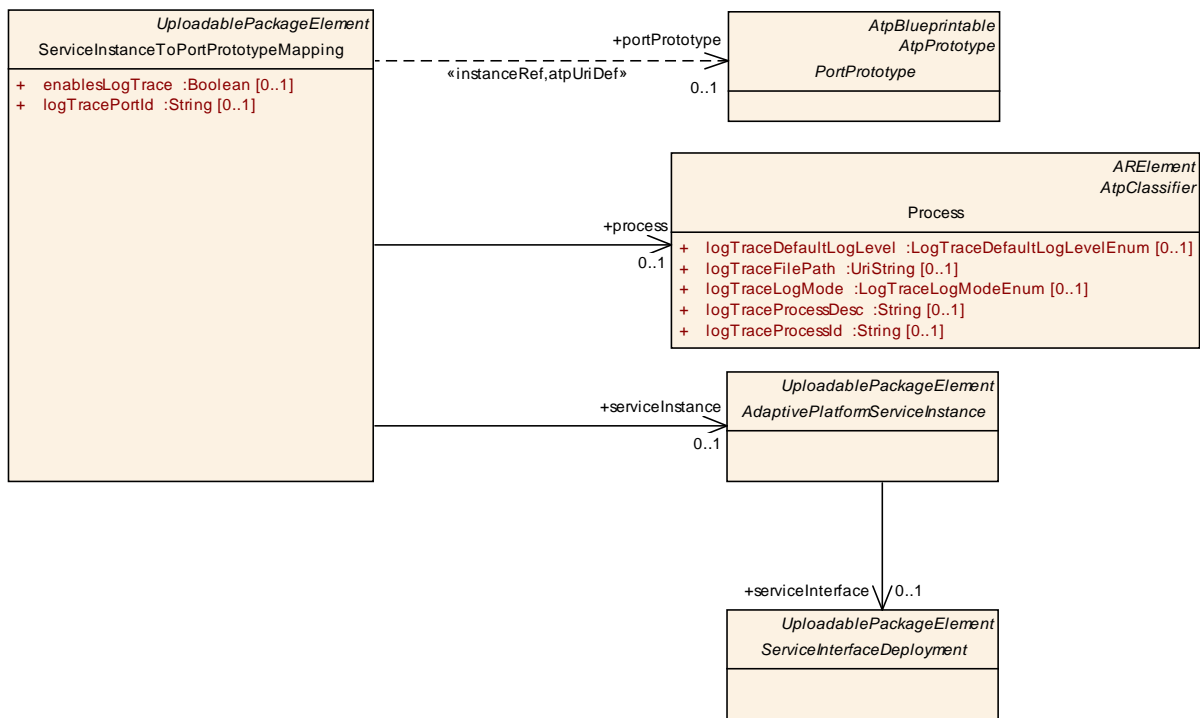 UploadablePackageElement
ServiceInstanceToPortPrototypeMapping
+ enablesLogTrace :Boolean [0..1]
+ logTracePortId :String [0..1]
+portPrototype
«instanceRef,atpUriDef»
0..1
AtpBlueprintable
AtpPrototype
PortPrototype
+process
0..1
ARElement
AtpClassifier
Process
+ logTraceDefaultLogLevel :LogTraceDefaultLogLevelEnum [0..1]
+ logTraceFilePath :UriString [0..1]
+ logTraceLogMode :LogTraceLogModeEnum [0..1]
+ logTraceProcessDesc :String [0..1]
+ logTraceProcessId :String [0..1]
+serviceInstance
0..1
UploadablePackageElement
AdaptivePlatformServiceInstance
+serviceInterface 0..1
UploadablePackageElement
ServiceInterfaceDeployment